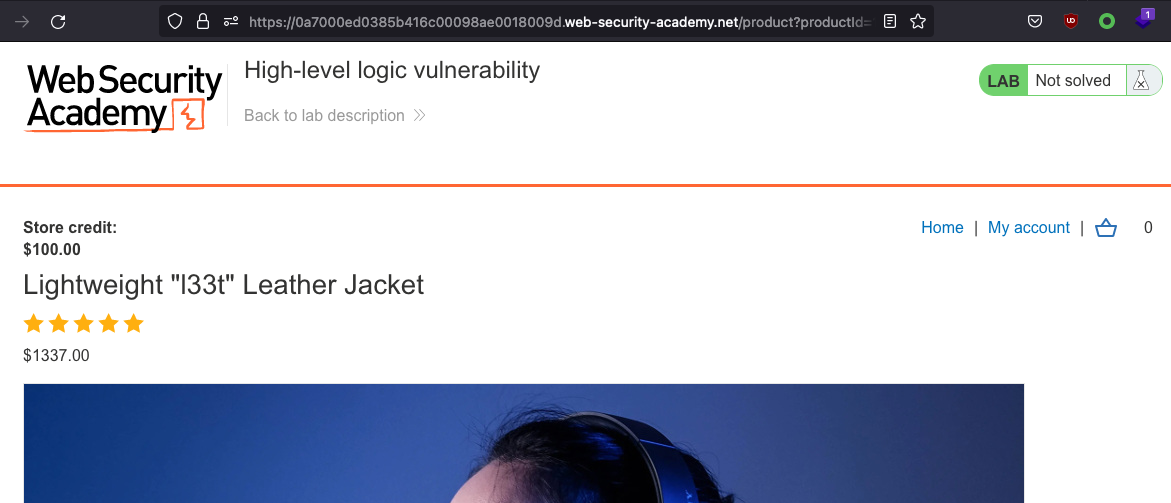 https://0a7000ed0385b416c00098ae0018009d.web-security-academy.net/product?productId=
1
Web Security
Academy
High-level logic vulnerability
Back to lab description
LAB Not solved
Store credit:
$100.00
Home | My account | 0
Lightweight "l33t" Leather Jacket
$1337.00